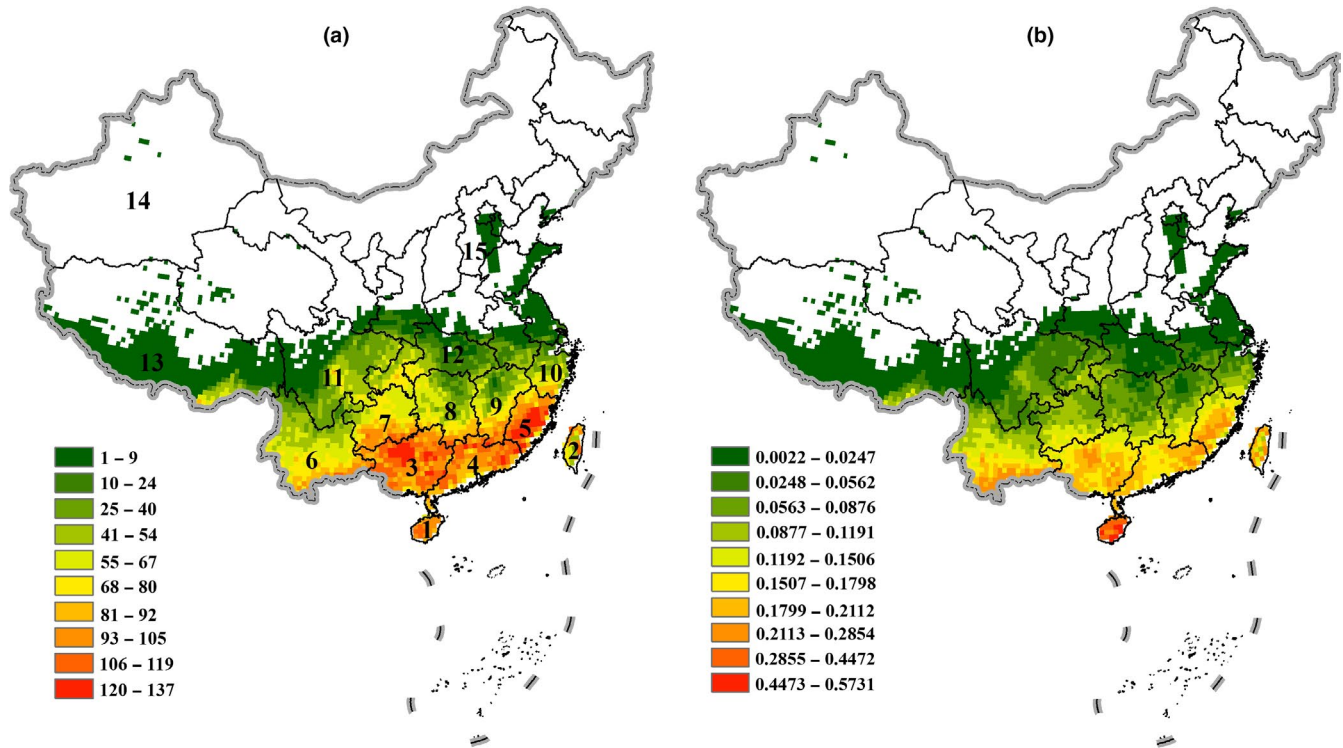 (a)
(b)
14
15
13
12
11
10
9
8
7
5
2
6
3
4
1
1 – 9
10 – 24
25 – 40
41 – 54
55 – 67
68 – 80
81 – 92
93 – 105
106 – 119
120 – 137
0.0022 – 0.0247
0.0248 – 0.0562
0.0563 – 0.0876
0.0877 – 0.1191
0.1192 – 0.1506
0.1507 – 0.1798
0.1799 – 0.2112
0.2113 – 0.2854
0.2855 – 0.4472
0.4473 – 0.5731